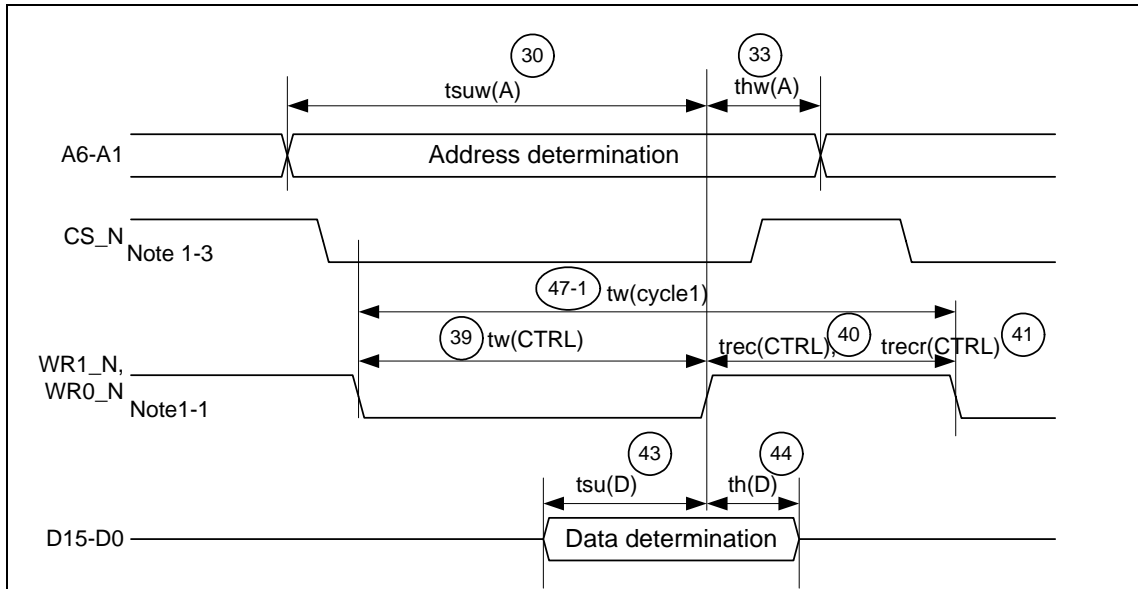 30 33
tsuw(A) thw(A)
A6-A1 Address determination
CS_N Note 1-3
47-1 tw(cycle1)
39 tw(CTRL) trec(CTRL), 40 trecr(CTRL) 41
WR1_N,
WR0_N Note1-1
43 44
tsu(D) th(D)
D15-D0 Data determination